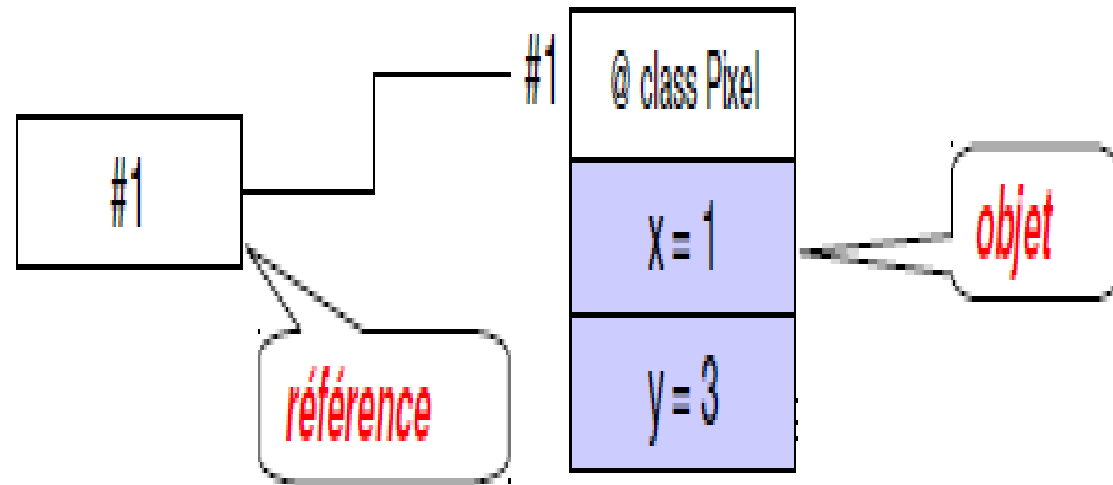 #1
@ class Pixel
#1
x = 1
objet
référence
y = 3